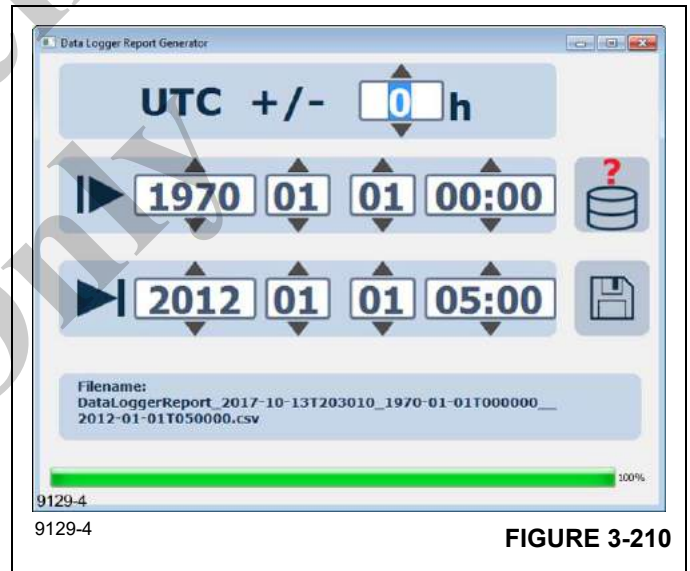 Data Logger Report Generator
UTC +/- 0 h
1970 01 01 00:00
?
2012 01 01 05:00
Filename:
DataLoggerReport_2017-10-13T203010_1970-01-01T000000__
2012-01-01T050000.csv
100%
9129-4
9129-4
FIGURE 3-210
Only